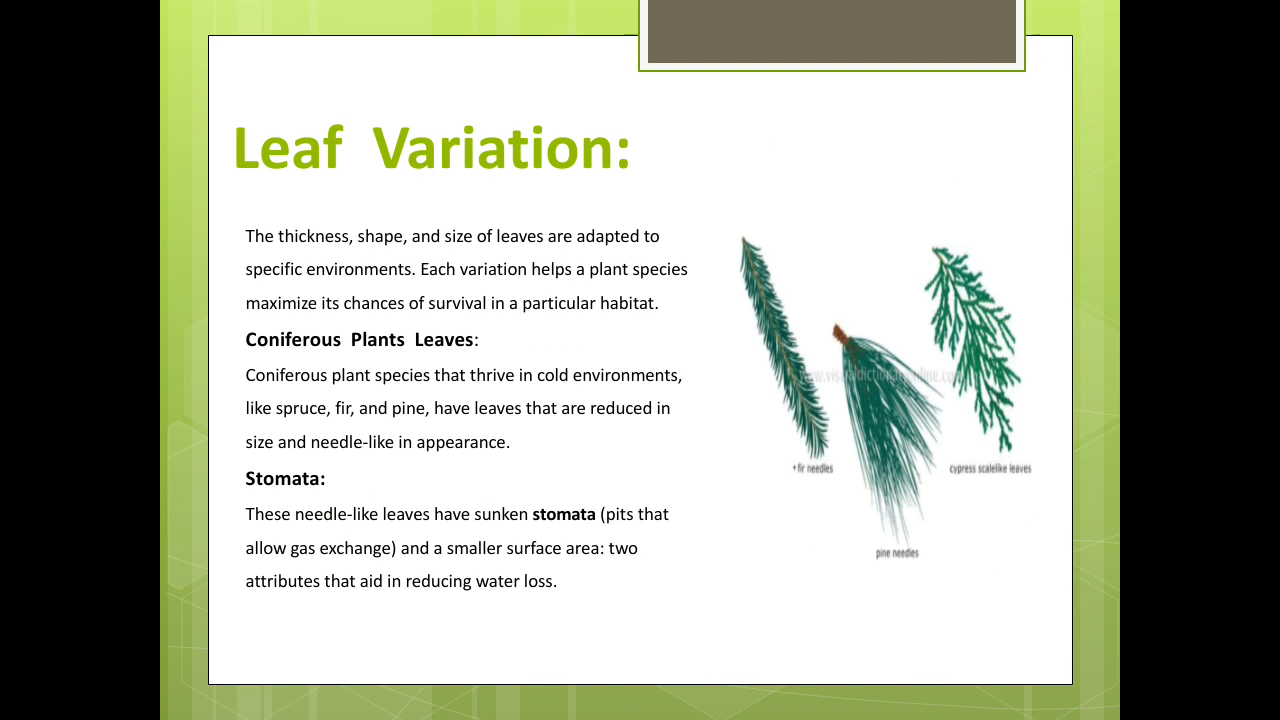 Leaf Variation:
The thickness, shape, and size of leaves are adapted to
specific environments. Each variation helps a plant species
maximize its chances of survival in a particular habitat.
Coniferous Plants Leaves:
Coniferous plant species that thrive in cold environments,
like spruce, fir, and pine, have leaves that are reduced in
size and needle-like in appearance.
Stomata:
These needle-like leaves have sunken stomata (pits that
allow gas exchange) and a smaller surface area: two
attributes that aid in reducing water loss.
fir needles
cypress scalelike leaves
pine needles